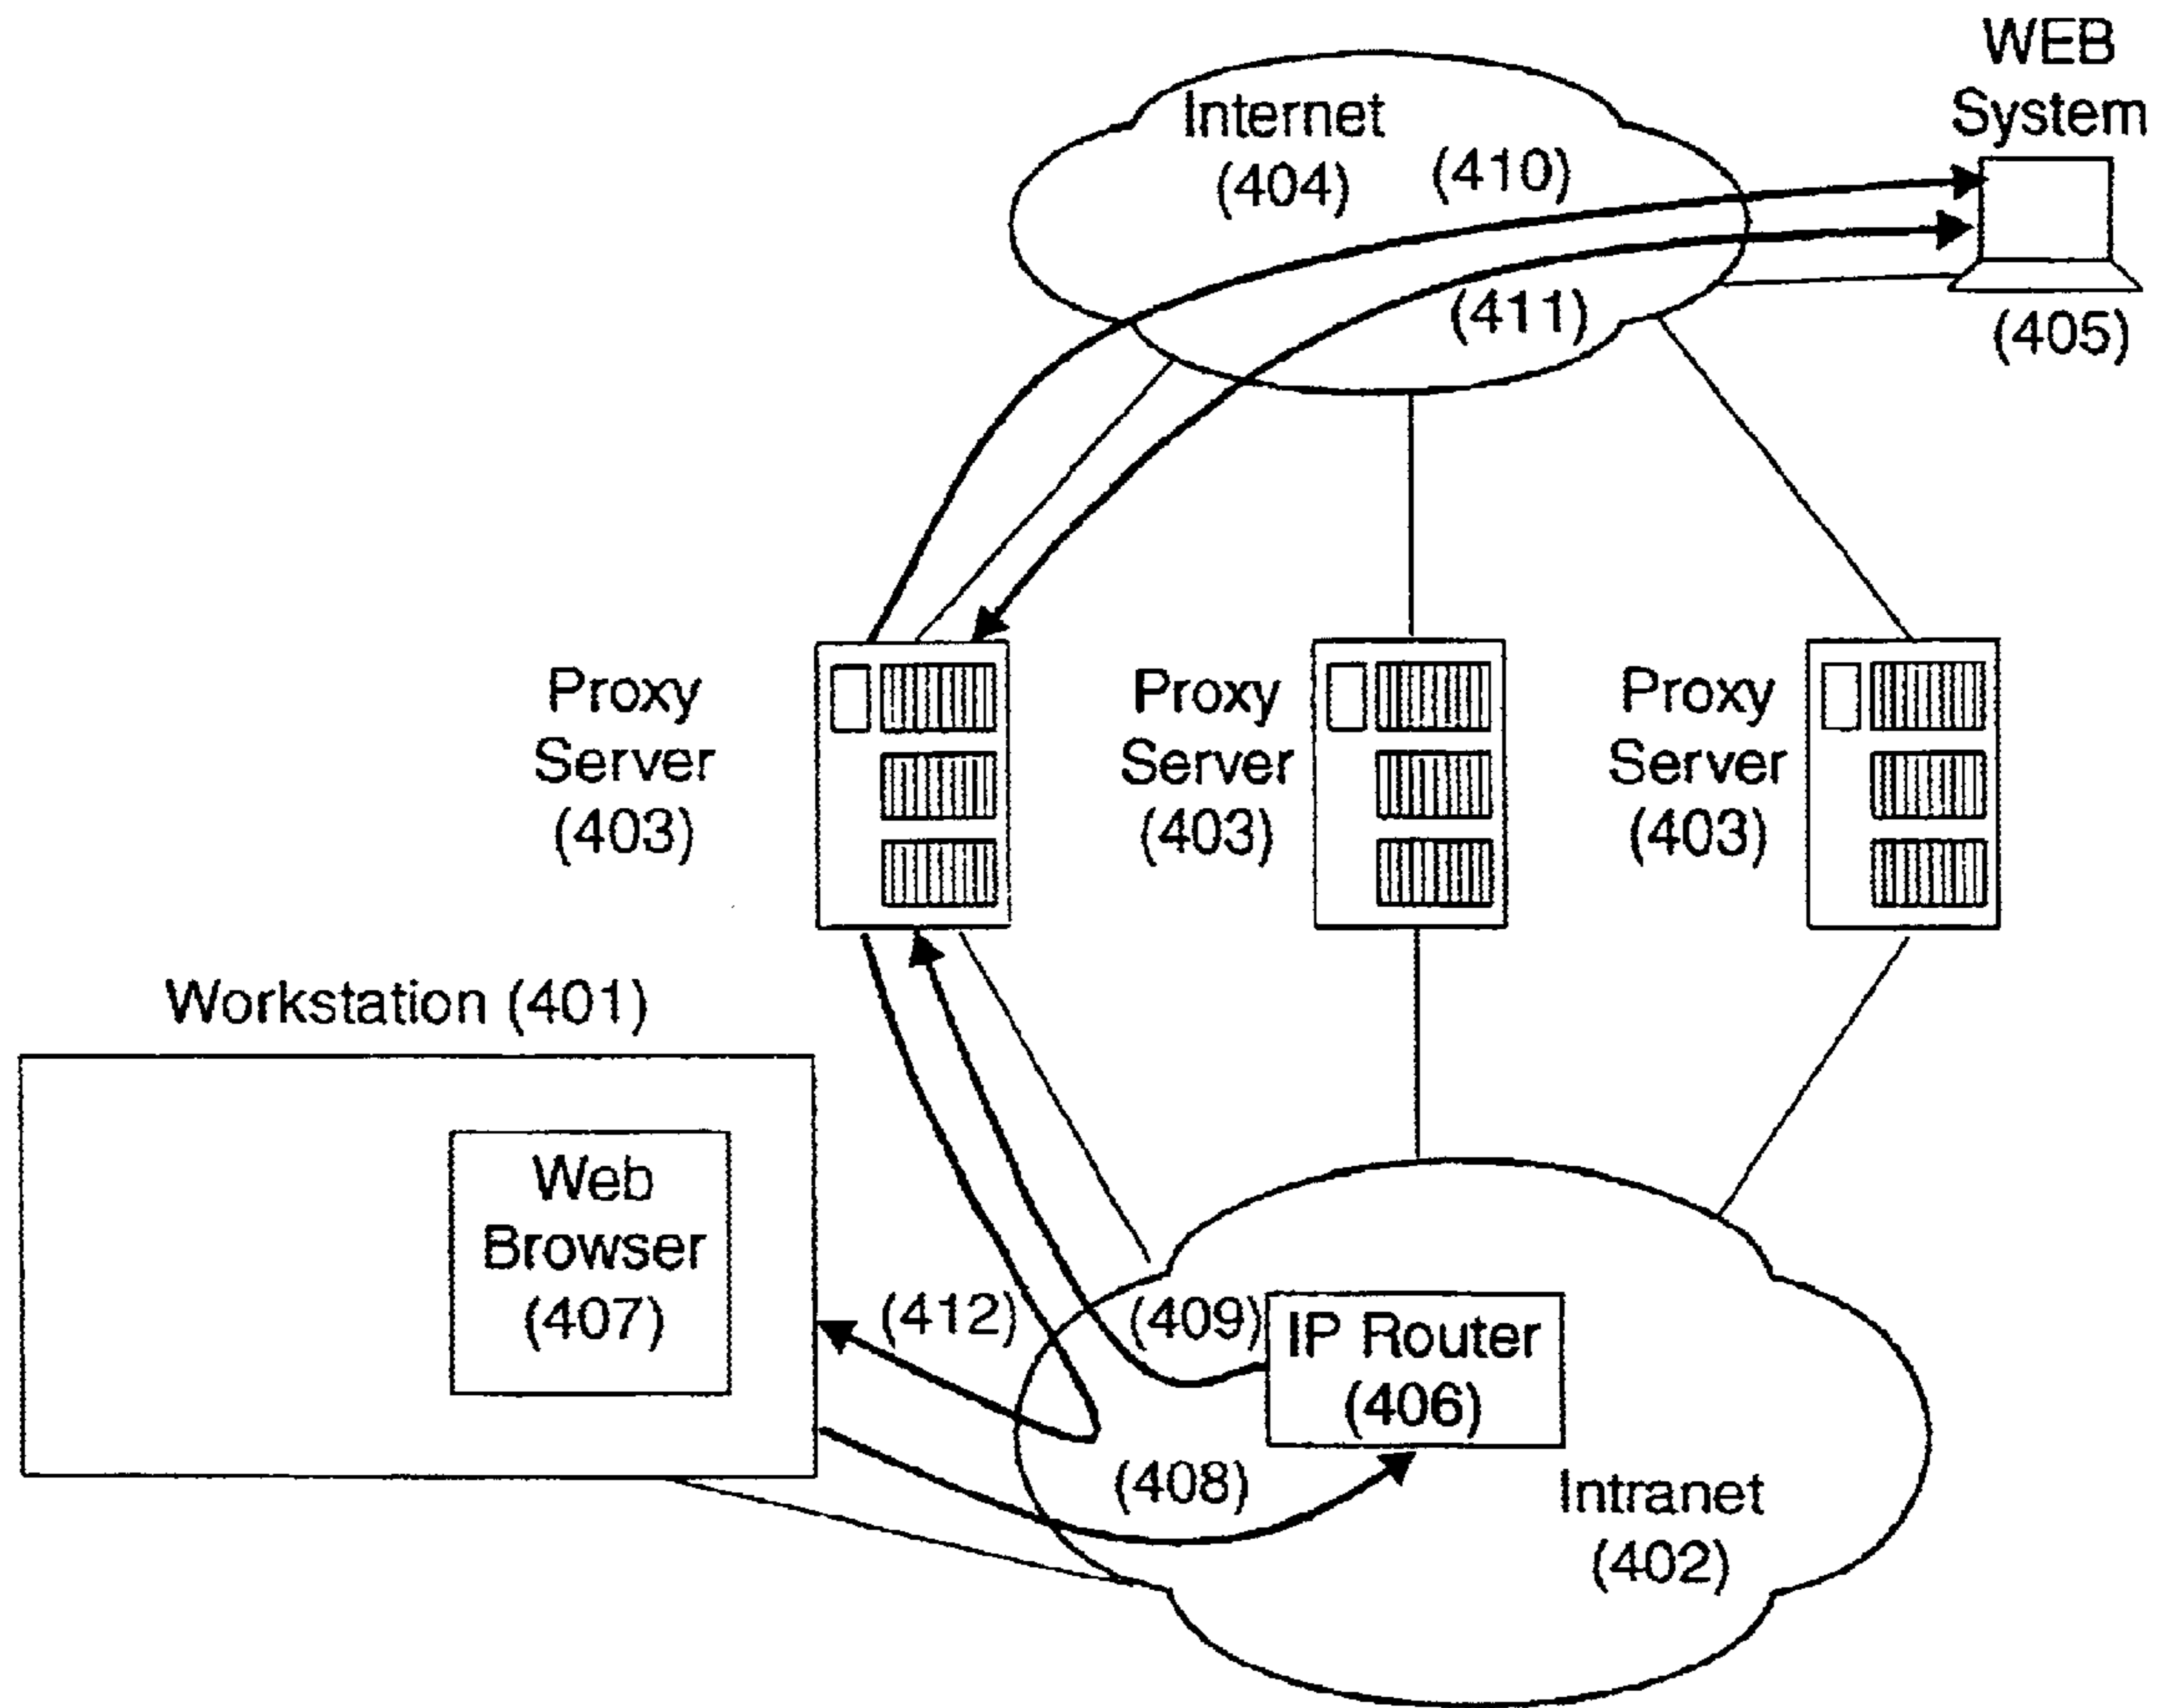 WEB
System
(405)
Internet
(404)
(410)
(411)
Proxy
Server
(403)
Proxy
Server
(403)
Proxy
Server
(403)
Workstation (401)
Web
Browser
(407)
(412)
(409)
IP Router
(406)
(408)
Intranet
(402)